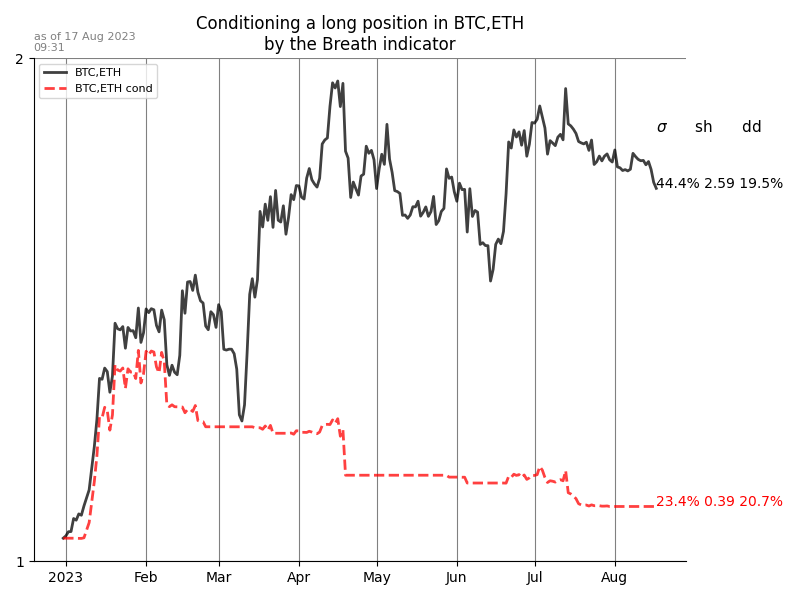 Conditioning a long position in BTC,ETH
by the Breath indicator
as of 17 Aug 2023
09:31
2
BTC,ETH
BTC,ETH cond
σ sh dd
44.4% 2.59 19.5%
23.4% 0.39 20.7%
1
2023 Feb Mar Apr May Jun Jul Aug